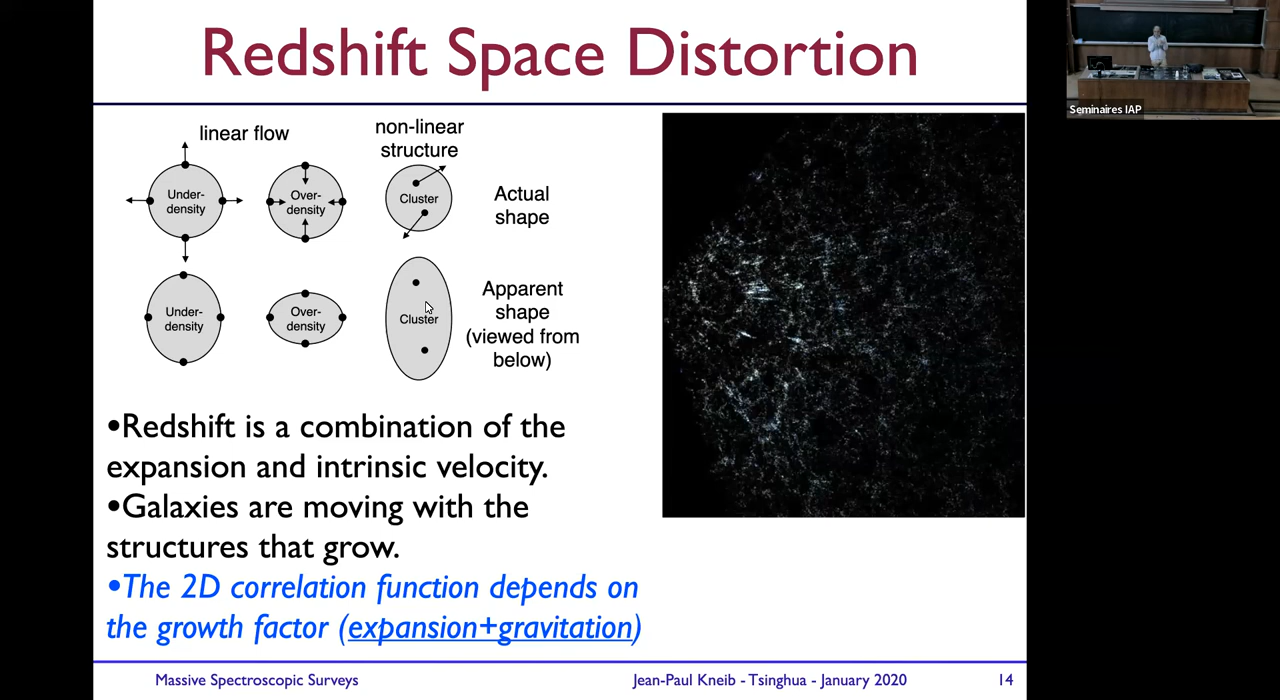 Redshift Space Distortion
linear flow
non-linear
structure
Under-
density
Over-
density
Cluster
Actual
shape
Under-
density
Over-
density
Cluster
Apparent
shape
(viewed from
below)
•Redshift is a combination of the
expansion and intrinsic velocity.
•Galaxies are moving with the
structures that grow.
•The 2D correlation function depends on
the growth factor (expansion+gravitation)
Massive Spectroscopic Surveys
Jean-Paul Kneib - Tsinghua - January 2020
14
Seminaires IAP